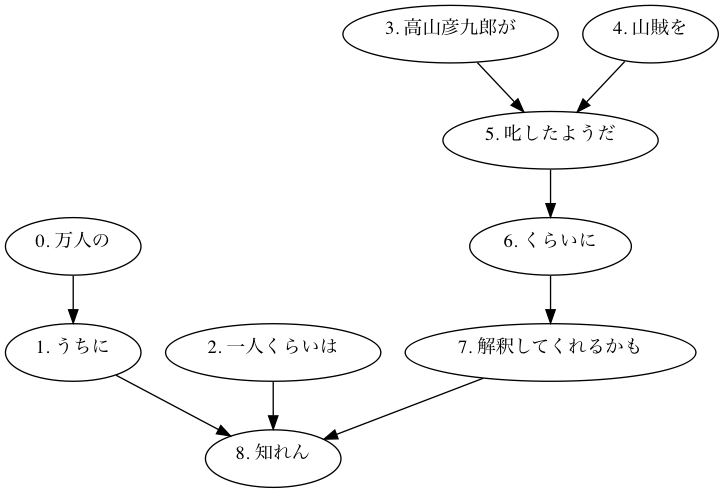 3. 高山彦九郎が
4. 山賊を
5. 叱したようだ
0. 万人の
6. くらいに
1. うちに
2. 一人くらいは
7. 解釈してくれるかも
8. 知れん